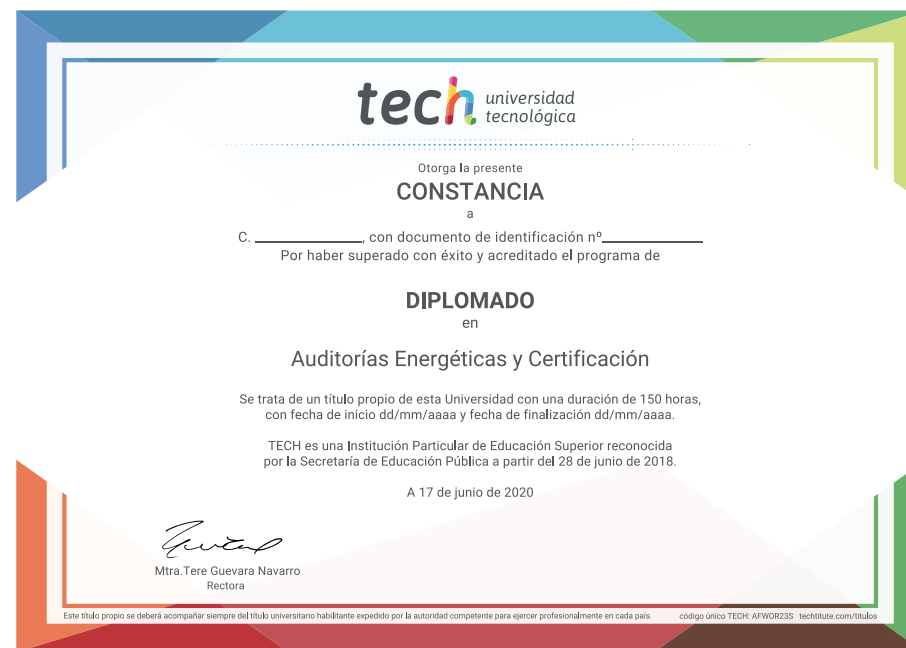 tech universidad
tecnológica
Otorga la presente
CONSTANCIA
a
C. ______________, con documento de identificación nº_____________
Por haber superado con éxito y acreditado el programa de
DIPLOMADO
en
Auditorías Energéticas y Certificación
Se trata de un título propio de esta Universidad con una duración de 150 horas,
con fecha de inicio dd/mm/aaaa y fecha de finalización dd/mm/aaaa.
TECH es una Institución Particular de Educación Superior reconocida
por la Secretaría de Educación Pública a partir del 28 de junio de 2018.
A 17 de junio de 2020
Mtra.Tere Guevara Navarro
Rectora
Este título propio se deberá acompañar siempre del título universitario habilitante expedido por la autoridad competente para ejercer profesionalmente en cada país. código único TECH: AFWOR23S techtitute.com/titulos